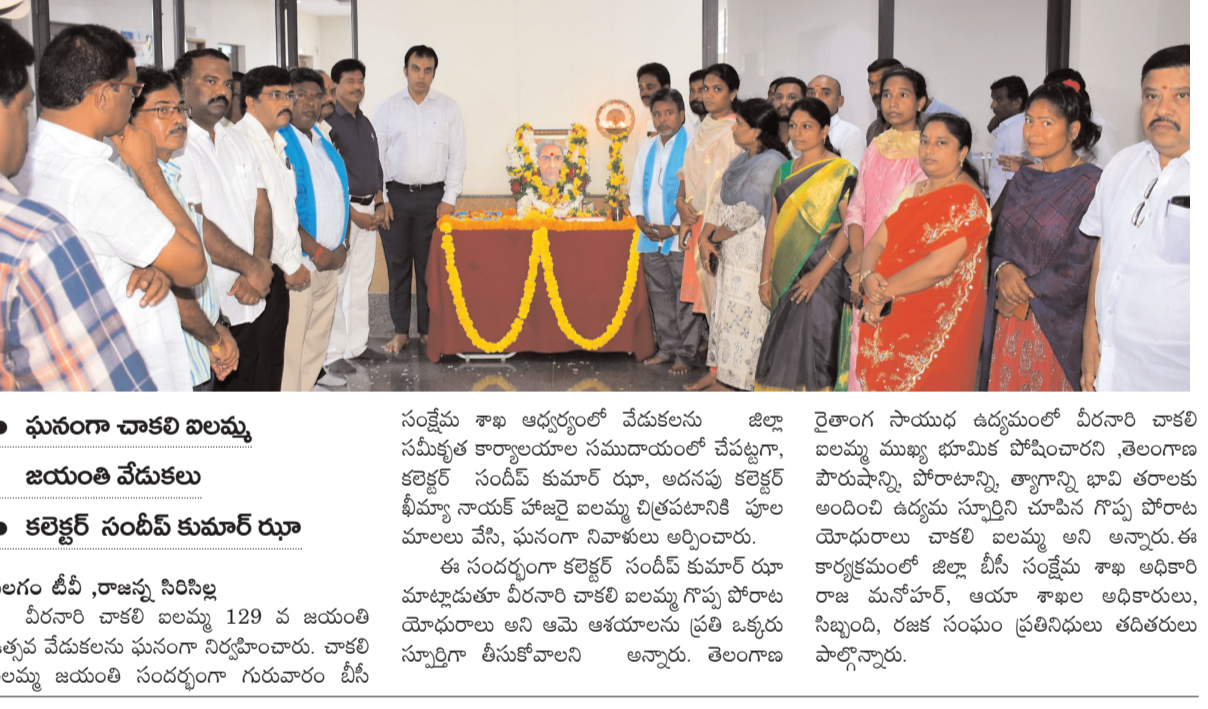 ఘనంగా చాకలి ఐలమ్మ
జయంతి వేడుకలు
కలెక్టర్ సందీప్ కుమార్ ఝా
లగం టీవీ ,రాజన్న సిరిసిల్ల
వీరనారి చాకలి ఐలమ్మ 129 వ జయంతి
త్సవ వేడుకలను ఘనంగా నిర్వహించారు. చాకలి
లమ్మ జయంతి సందర్భంగా గురువారం బీసీ
సంక్షేమ శాఖ ఆధ్వర్యంలో వేడుకలను జిల్లా
సమీకృత కార్యాలయాల సముదాయంలో చేపట్టగా,
కలెక్టర్ సందీప్ కుమార్ ఝా, అదనపు కలెక్టర్
ఖీమ్యా నాయక్ హాజరై ఐలమ్మ చిత్రపటానికి పూల
మాలలు వేసి, ఘనంగా నివాళులు అర్పించారు.
ఈ సందర్భంగా కలెక్టర్ సందీప్ కుమార్ ఝా
మాట్లాడుతూ వీరనారి చాకలి ఐలమ్మ గొప్ప పోరాట
యోధురాలు అని ఆమె ఆశయాలను ప్రతి ఒక్కరు
స్ఫూర్తిగా తీసుకోవాలని అన్నారు. తెలంగాణ
రైతాంగ సాయుధ ఉద్యమంలో వీరనారి చాకలి
ఐలమ్మ ముఖ్య భూమిక పోషించారని ,తెలంగాణ
పౌరుషాన్ని, పోరాటాన్ని, త్యాగాన్ని భావి తరాలకు
అందించి ఉద్యమ స్ఫూర్తిని చూపిన గొప్ప పోరాట
యోధురాలు చాకలి ఐలమ్మ అని అన్నారు.ఈ
కార్యక్రమంలో జిల్లా బీసీ సంక్షేమ శాఖ అధికారి
రాజ మనోహర్, ఆయా శాఖల అధికారులు,
సిబ్బంది, రజక సంఘం ప్రతినిధులు తదితరులు
పాల్గొన్నారు.